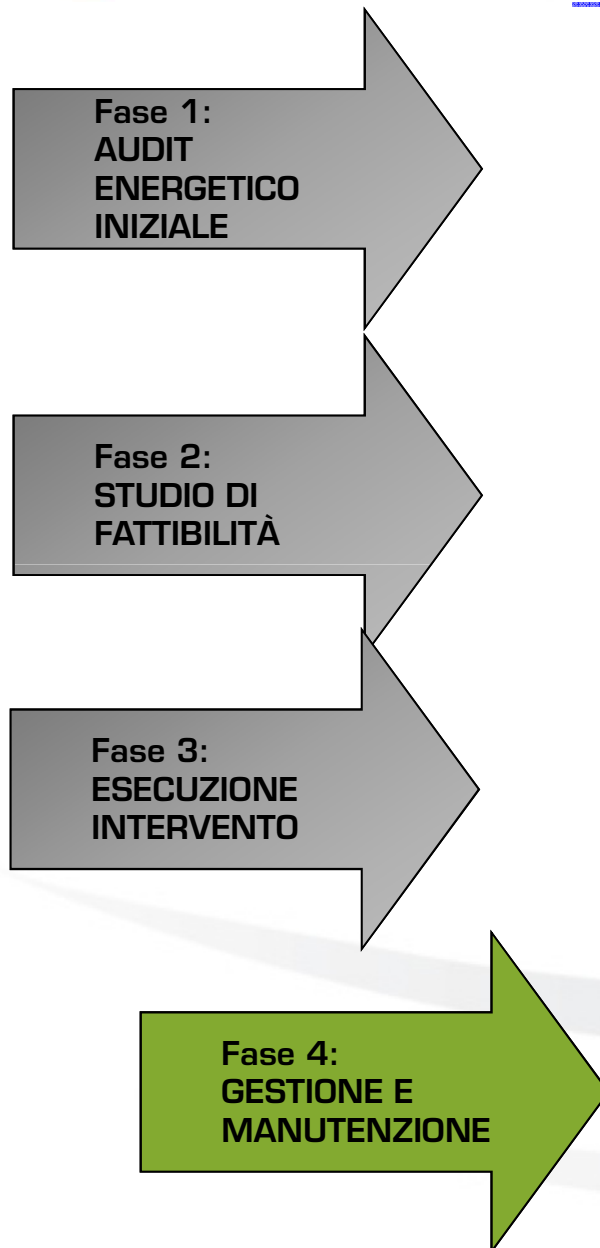 Fase 1:
AUDIT
ENERGETICO
INIZIALE
Fase 2:
STUDIO DI
FATTIBILITÀ
Fase 3:
ESECUZIONE
INTERVENTO
Fase 4:
GESTIONE E
MANUTENZIONE